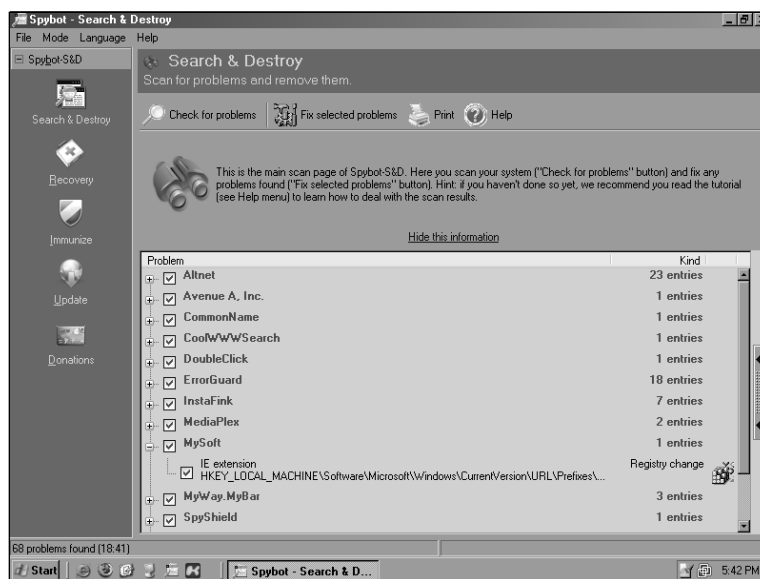 Spybot - Search & Destroy
File Mode Language Help
Spybot-S&D
Search & Destroy
Recovery
Immunize
Update
Donations
Search & Destroy
Scan for problems and remove them.
Check for problems Fix selected problems Print Help
This is the main scan page of Spybot-S&D. Here you scan your system ("Check for problems" button) and fix any
problems found ("Fix selected problems" button). Hint: if you haven't done so yet, we recommend you read the tutorial
(see Help menu) to learn how to deal with the scan results.
Hide this information
Problem Kind
Altnet 23 entries
Avenue A, Inc. 1 entries
CommonName 1 entries
CoolWWWSearch 1 entries
DoubleClick 1 entries
ErrorGuard 18 entries
InstaFink 7 entries
MediaPlex 2 entries
MySoft 1 entries
IE extension Registry change
HKEY_LOCAL_MACHINE\Software\Microsoft\Windows\CurrentVersion\URL\Prefixes\...
MyWay.MyBar 3 entries
SpyShield 1 entries
68 problems found (18:41)
Start Spybot - Search & D... 5:42 PM